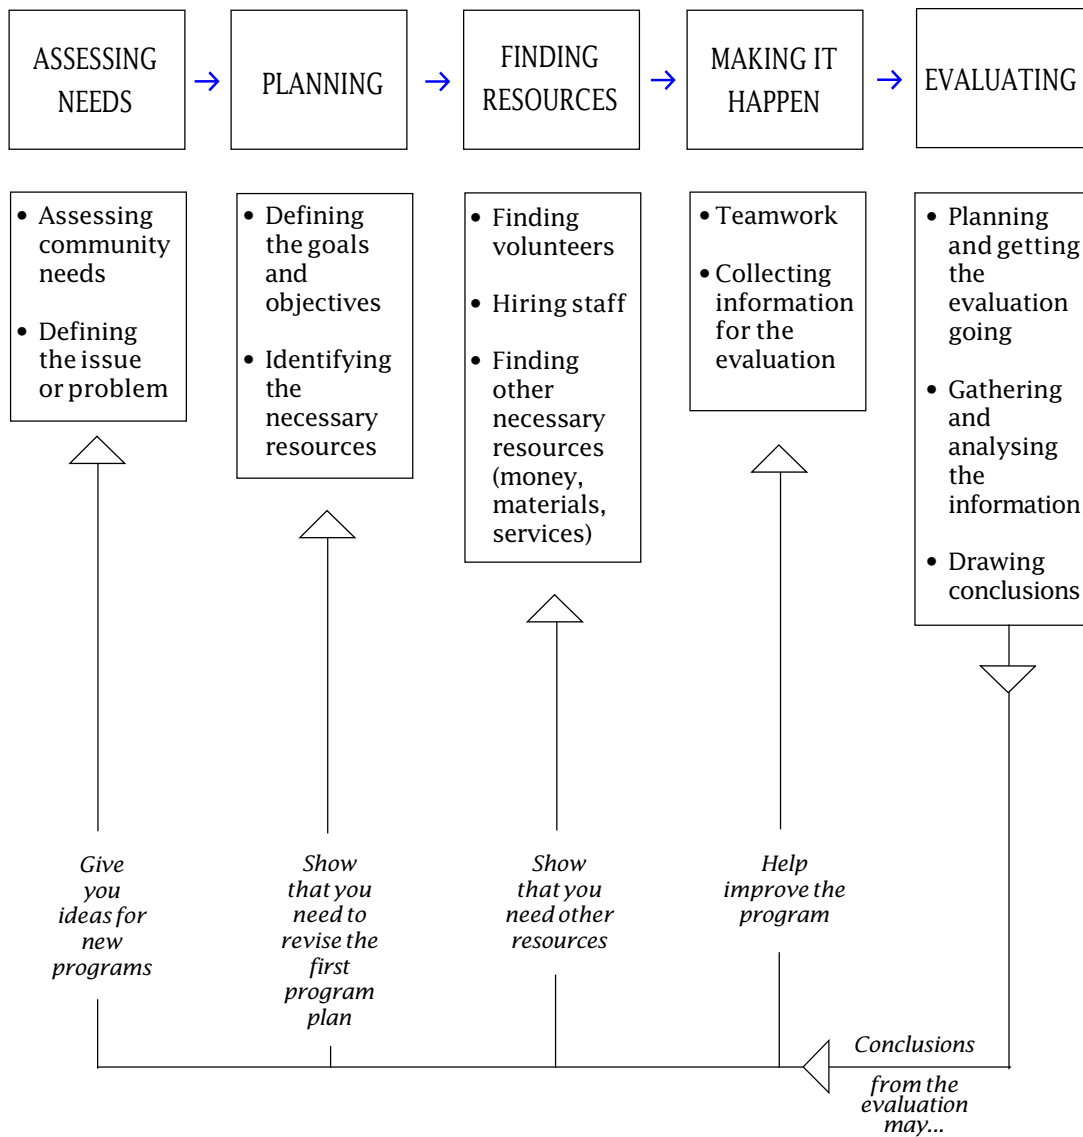 ASSESSING
NEEDS
→
PLANNING
→
FINDING
RESOURCES
→
MAKING IT
HAPPEN
→
EVALUATING
• Assessing
community
needs
• Defining
the issue
or problem
• Defining
the goals
and
objectives
• Identifying
the
necessary
resources
• Finding
volunteers
• Hiring staff
• Finding
other
necessary
resources
(money,
materials,
services)
• Teamwork
• Collecting
information
for the
evaluation
• Planning
and getting
the
evaluation
going
• Gathering
and
analysing
the
information
• Drawing
conclusions
Give
you
ideas for
new
programs
Show
that you
need to
revise the
first
program
plan
Show
that you
need other
resources
Help
improve the
program
Conclusions
from the
evaluation
may...